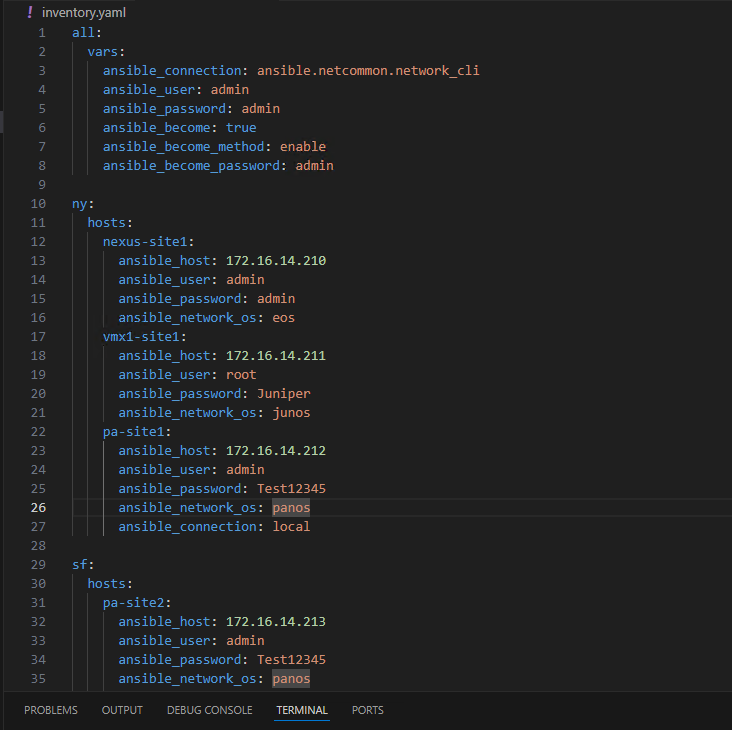 ! inventory.yaml
1 all:
2 vars:
3 ansible_connection: ansible.netcommon.network_cli
4 ansible_user: admin
5 ansible_password: admin
6 ansible_become: true
7 ansible_become_method: enable
8 ansible_become_password: admin
9
10 ny:
11 hosts:
12 nexus-site1:
13 ansible_host: 172.16.14.210
14 ansible_user: admin
15 ansible_password: admin
16 ansible_network_os: eos
17 vmx1-site1:
18 ansible_host: 172.16.14.211
19 ansible_user: root
20 ansible_password: Juniper
21 ansible_network_os: junos
22 pa-site1:
23 ansible_host: 172.16.14.212
24 ansible_user: admin
25 ansible_password: Test12345
26 ansible_network_os: panos
27 ansible_connection: local
28
29 sf:
30 hosts:
31 pa-site2:
32 ansible_host: 172.16.14.213
33 ansible_user: admin
34 ansible_password: Test12345
35 ansible_network_os: panos
PROBLEMS OUTPUT DEBUG CONSOLE TERMINAL PORTS